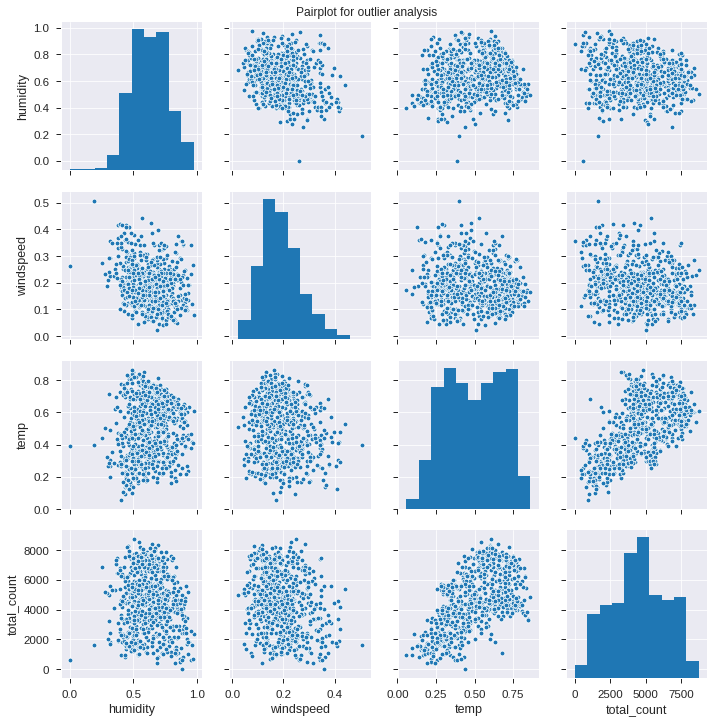 Pairplot for outlier analysis
1.0
0.8
0.6
0.4
0.2
0.0
humidity
0.5
0.4
0.3
0.2
0.1
0.0
windspeed
0.8
0.6
0.4
0.2
0.0
temp
8000
6000
4000
2000
0
total_count
0.0 0.5 1.0
humidity
0.0 0.2 0.4
windspeed
0.00 0.25 0.50 0.75
temp
0 2500 5000 7500
total_count